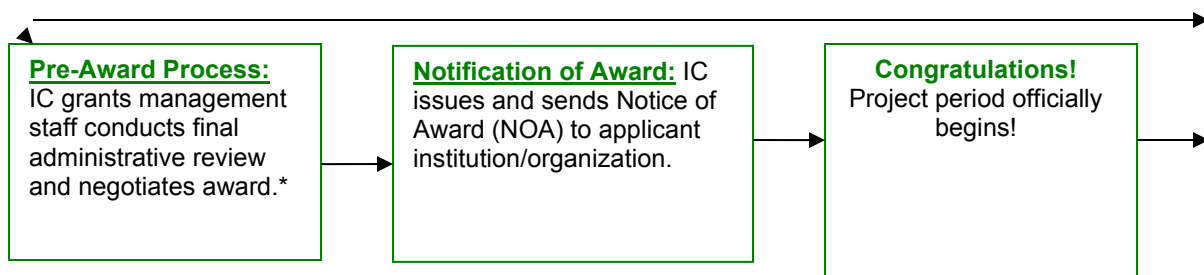 Pre-Award Process:
IC grants management
staff conducts final
administrative review
and negotiates award.*
Notification of Award: IC
issues and sends Notice of
Award (NOA) to applicant
institution/organization.
Congratulations!
Project period officially
begins!